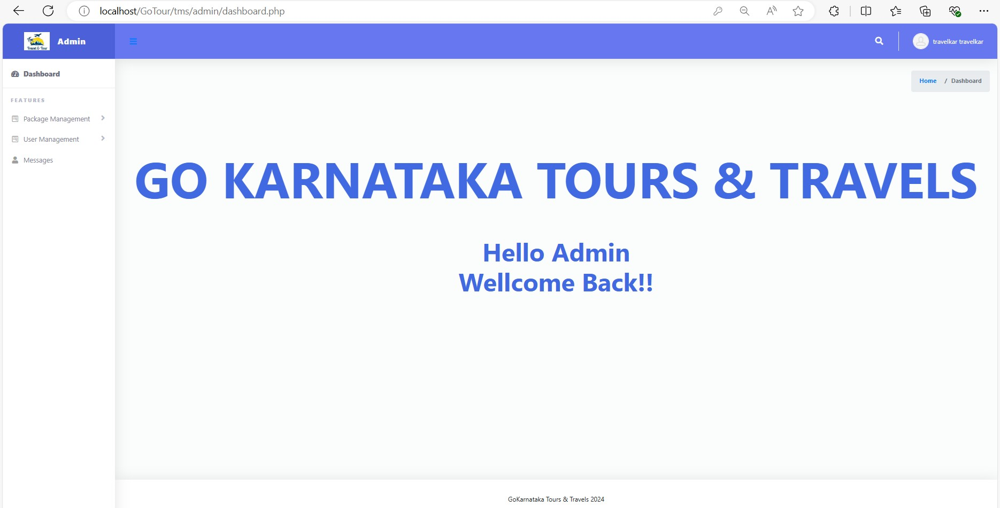 localhost/GoTour/tms/admin/dashboard.php
Travel & Tour
Admin
travelkar travelkar
Dashboard
Home / Dashboard
FEATURES
Package Management
User Management
Messages
GO KARNATAKA TOURS & TRAVELS
Hello Admin
Wellcome Back!!
GoKarnataka Tours & Travels 2024